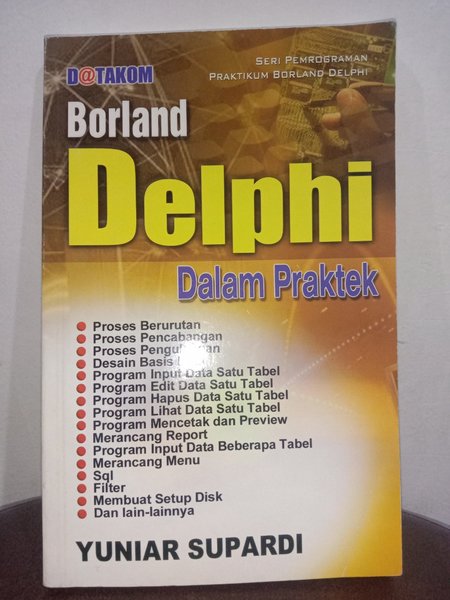 D@TAKOM
SERI PEMROGRAMAN
PRAKTIKUM BORLAND DELPHI
Borland
Delphi
Dalam Praktek
Proses Berurutan
Proses Pencabangan
Proses
Desain Basis
Program Input Data Satu Tabel
Program Edit Data Satu Tabel
Program Hapus Data Satu Tabel
Program Lihat Data Satu Tabel
Program Mencetak dan Preview
Merancang Report
Program Input Data Beberapa Tabel
Merancang Menu
Sql
Filter
Membuat Setup Disk
Dan lain-lainnya
YUNIAR SUPARDI